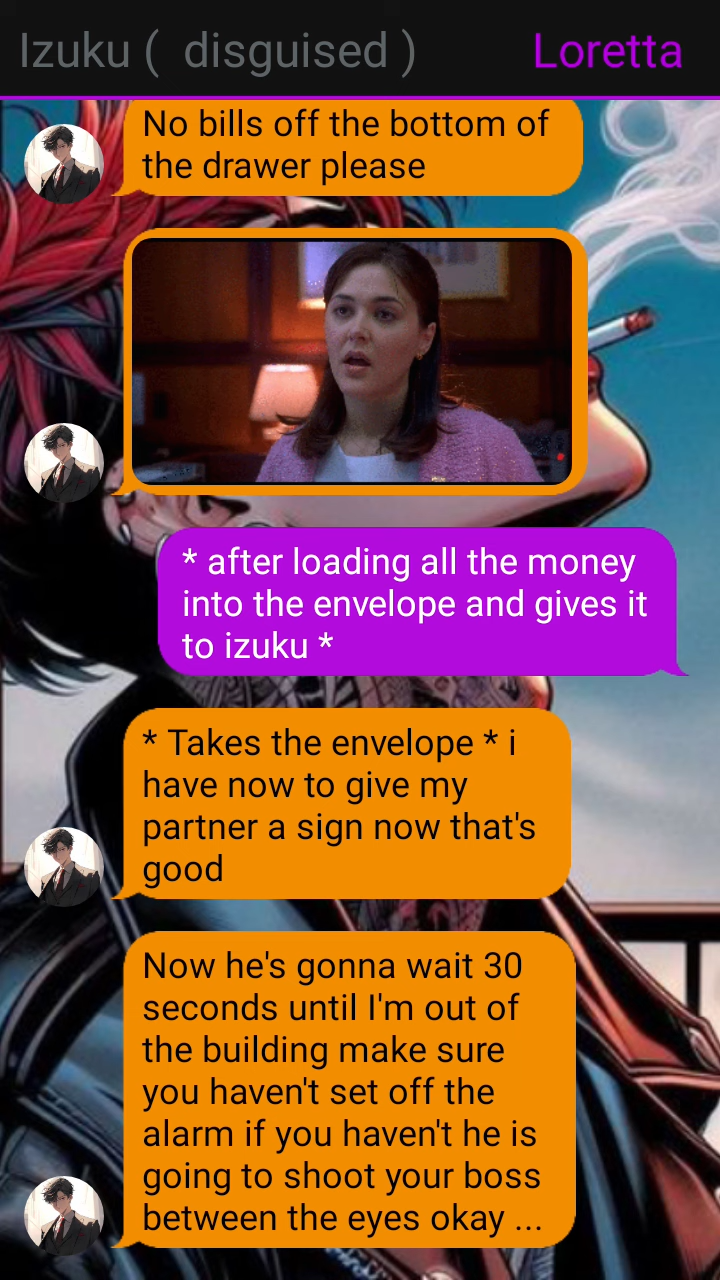 Izuku ( disguised ) Loretta
No bills off the bottom of
the drawer please
* after loading all the money
into the envelope and gives it
to izuku *
* Takes the envelope * i
have now to give my
partner a sign now that's
good
Now he's gonna wait 30
seconds until I'm out of
the building make sure
you haven't set off the
alarm if you haven't he is
going to shoot your boss
between the eyes okay ...